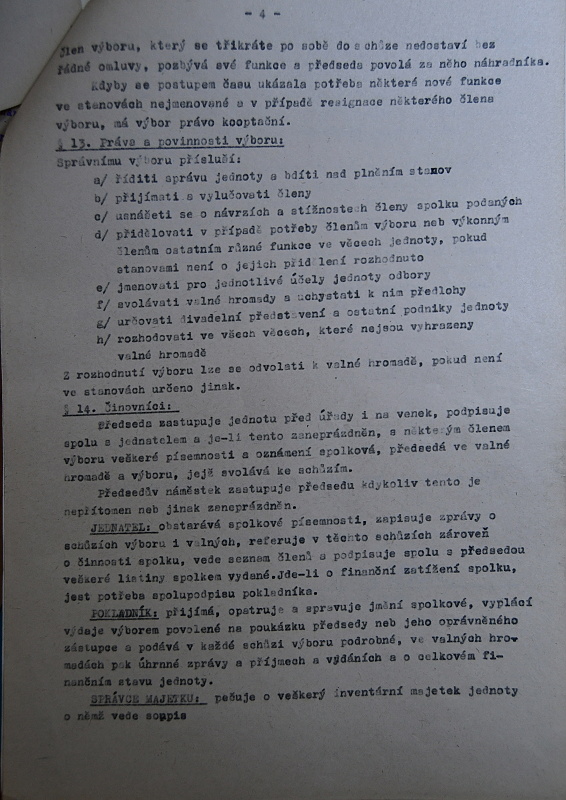 - 4 -
člen výboru, který se třikráte po sobě do schůze nedostaví bez
řádné omluvy, pozbývá své funkce a předseda povolá za něho náhradníka.
Kdyby se postupem času ukázala potřeba některé nové funkce
ve stanovách nejmenované a v případě resignace některého člena
výboru, má výbor právo kooptační.
§ 13. Práva a povinnosti výboru:
Správnímu výboru přísluší:
a/ říditi správu jednoty a bdíti nad plněním stanov
b/ přijímati a vylučovati členy
c/ usnášeti se o návrzích a stížnostech členy spolku podaných
d/ přidělovati v případě potřeby členům výboru neb výkonným
členům ostatním různé funkce ve věcech jednoty, pokud
stanovami není o jejich přidělení rozhodnuto
e/ jmenovati pro jednotlivé účely jednoty odbory
f/ svolávati valné hromady a uchystati k nim předlohy
g/ určovati divadelní představení a ostatní podniky jednoty
h/ rozhodovati ve všech věcech, které nejsou vyhrazeny
valné hromadě
Z rozhodnutí výboru lze se odvolati k valné hromadě, pokud není
ve stanovách určeno jinak.
§ 14. Činovníci:
Předseda zastupuje jednotu před úřady i na venek, podpisuje
spolu s jednatelem a je-li tento zaneprázdněn, s některým členem
výboru veškeré písemnosti a oznámení spolková, předsedá ve valné
hromadě a výboru, jejž svolává ke schůzím.
Předsedův náměstek zastupuje předsedu kdykoliv tento je
nepřítomen neb jinak zaneprázdněn.
JEDNATEL: obstarává spolkové písemnosti, zapisuje zprávy o
schůzích výboru i valných, referuje v těchto schůzích zároveň
o činnosti spolku, vede seznam členů a podpisuje spolu s předsedou
veškeré listiny spolkem vydané.Jde-li o finanční zatížení spolku,
jest potřeba spolupodpisu pokladníka.
POKLADNÍK: přijímá, opatruje a spravuje jmění spolkové, vyplácí
výdaje výborem povolené na poukázku předsedy neb jeho oprávněného
zástupce a podává v každé schůzi výboru podrobné, ve valných hro-
madách pak úhrnné zprávy a příjmech a výdáních a o celkovém fi-
nančním stavu jednoty.
SPRÁVCE MAJETKU: pečuje o veškerý inventární majetek jednoty
o němž vede soupis